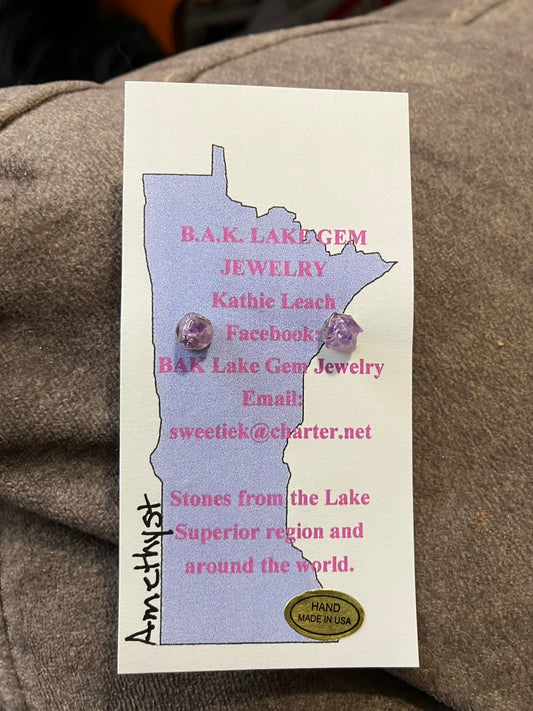 B.A.K. LAKE GEM
JEWELRY
Kathie Leach
Facebook:
BAK Lake Gem Jewelry
Email:
sweetiek@charter.net
Stones from the Lake
Superior region and
around the world.
Amethyst
HAND
MADE IN USA